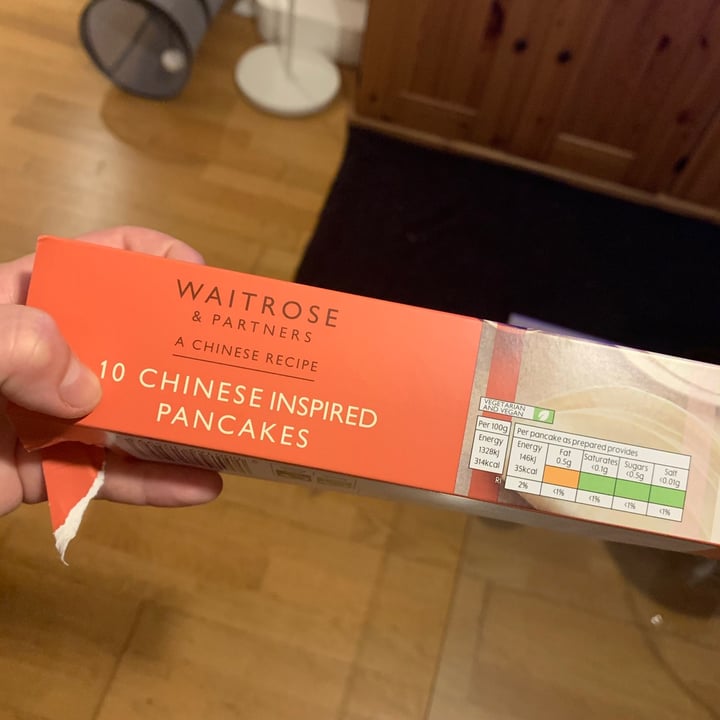 WAITROSE
& PARTNERS
A CHINESE RECIPE
10 CHINESE INSPIRED
PANCAKES
VEGETARIAN
AND VEGAN
Per 100g
Energy
1328kJ
314kcal
Per pancake as prepared provides
Energy Fat Saturates Sugars Salt
146kJ 0.5g <0.1g <0.5g <0.01g
35kcal
2% <1% <1% <1% <1%